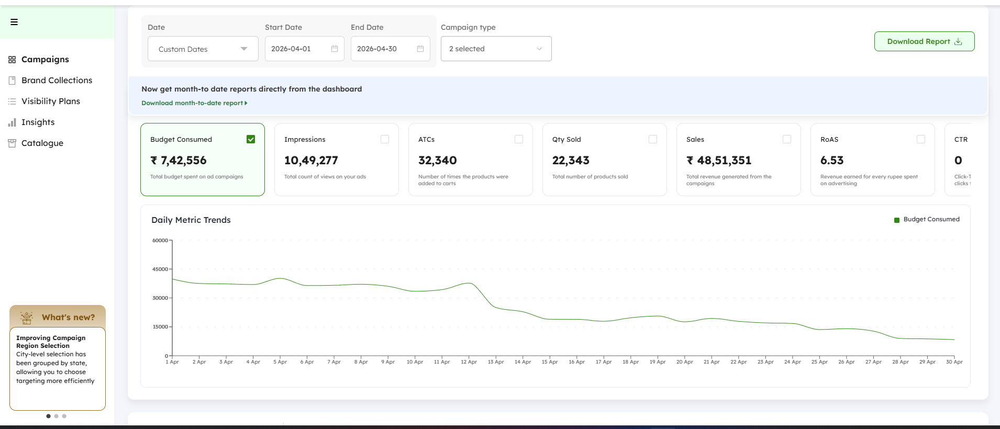 Campaigns
Brand Collections
Visibility Plans
Insights
Catalogue
What's new?
Improving Campaign
Region Selection
City-level selection has
been grouped by state,
allowing you to choose
targeting more efficiently
Date
Start Date
End Date
Campaign type
Custom Dates
2026-04-01
2026-04-30
2 selected
Download Report
Now get month-to date reports directly from the dashboard
Download month-to-date report
Budget Consumed
₹ 7,42,556
Total budget spent on ad campaigns
Impressions
10,49,277
Total count of views on your ads
ATCs
32,340
Number of times the products were
added to carts
Qty Sold
22,343
Total number of products sold
Sales
₹ 48,51,351
Total revenue generated from the
campaigns
RoAS
6.53
Revenue earned for every rupee spent
on advertising
CTR
0
Click-
clicks
Daily Metric Trends
Budget Consumed
60000
45000
30000
15000
0
1 Apr 2 Apr 3 Apr 4 Apr 5 Apr 6 Apr 7 Apr 8 Apr 9 Apr 10 Apr 11 Apr 12 Apr 13 Apr 14 Apr 15 Apr 16 Apr 17 Apr 18 Apr 19 Apr 20 Apr 21 Apr 22 Apr 23 Apr 24 Apr 25 Apr 26 Apr 27 Apr 28 Apr 29 Apr 30 Apr